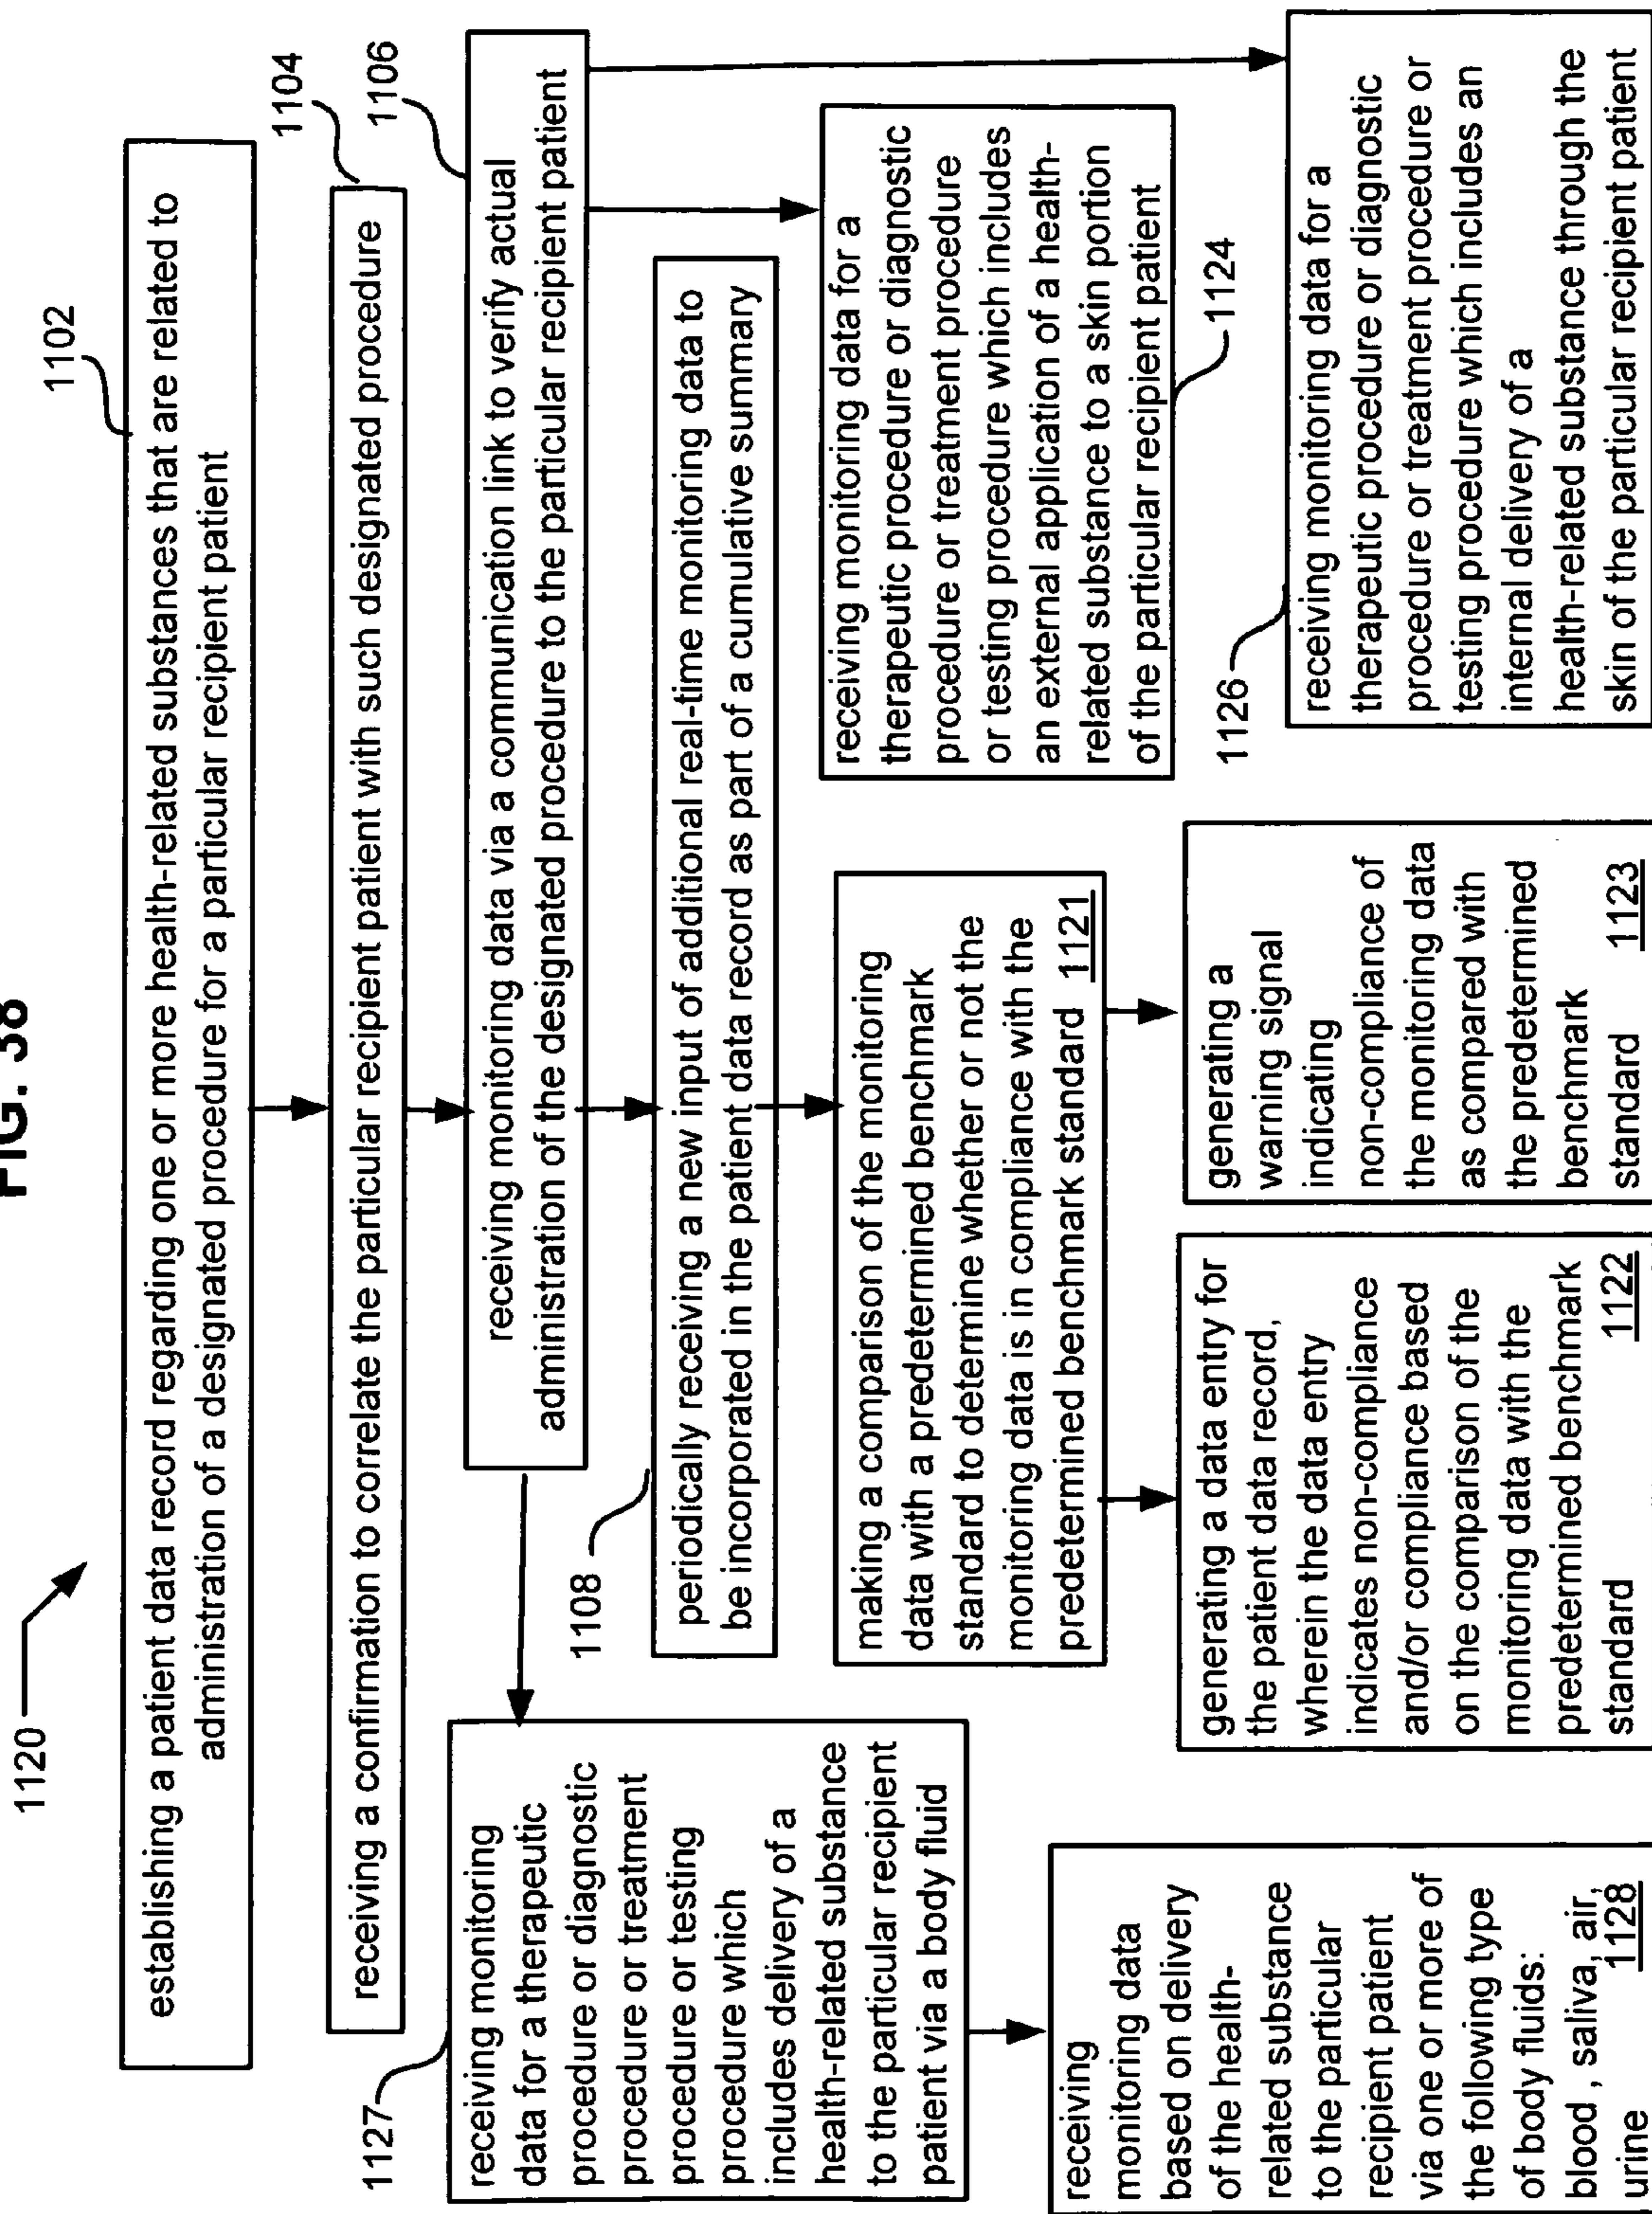 FIG. 38
1120
1102
establishing a patient data record regarding one or more health-related substances that are related to
administration of a designated procedure for a particular recipient patient
1104
receiving a confirmation to correlate the particular recipient patient with such designated procedure
1106
receiving monitoring data via a communication link to verify actual
administration of the designated procedure to the particular recipient patient
1108
periodically receiving a new input of additional real-time monitoring data to
be incorporated in the patient data record as part of a cumulative summary
1127
receiving monitoring
data for a therapeutic
procedure or diagnostic
procedure or treatment
procedure or testing
procedure which
includes delivery of a
health-related substance
to the particular recipient
patient via a body fluid
receiving
monitoring data
based on delivery
of the health-
related substance
to the particular
recipient patient
via one or more of
the following type
of body fluids:
blood , saliva, air,
urine 1128
making a comparison of the monitoring
data with a predetermined benchmark
standard to determine whether or not the
monitoring data is in compliance with the
predetermined benchmark standard 1121
generating a data entry for
the patient data record,
wherein the data entry
indicates non-compliance
and/or compliance based
on the comparison of the
monitoring data with the
predetermined benchmark
standard 1122
generating a
warning signal
indicating
non-compliance of
the monitoring data
as compared with
the predetermined
benchmark
standard 1123
receiving monitoring data for a
therapeutic procedure or diagnostic
procedure or treatment procedure
or testing procedure which includes
an external application of a health-
related substance to a skin portion
of the particular recipient patient
1124
1126
receiving monitoring data for a
therapeutic procedure or diagnostic
procedure or treatment procedure or
testing procedure which includes an
internal delivery of a
health-related substance through the
skin of the particular recipient patient